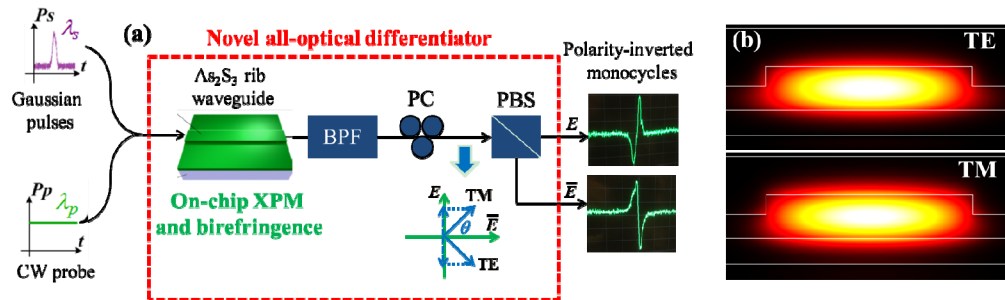 Ps
λs
t
Gaussian
pulses
Pp
λp
t
CW probe
(a)
Novel all-optical differentiator
As2S3 rib
waveguide
On-chip XPM
and birefringence
BPF
PC
PBS
E
TM
θ
E̅
TE
Polarity-inverted
monocycles
E
E̅
(b)
TE
TM